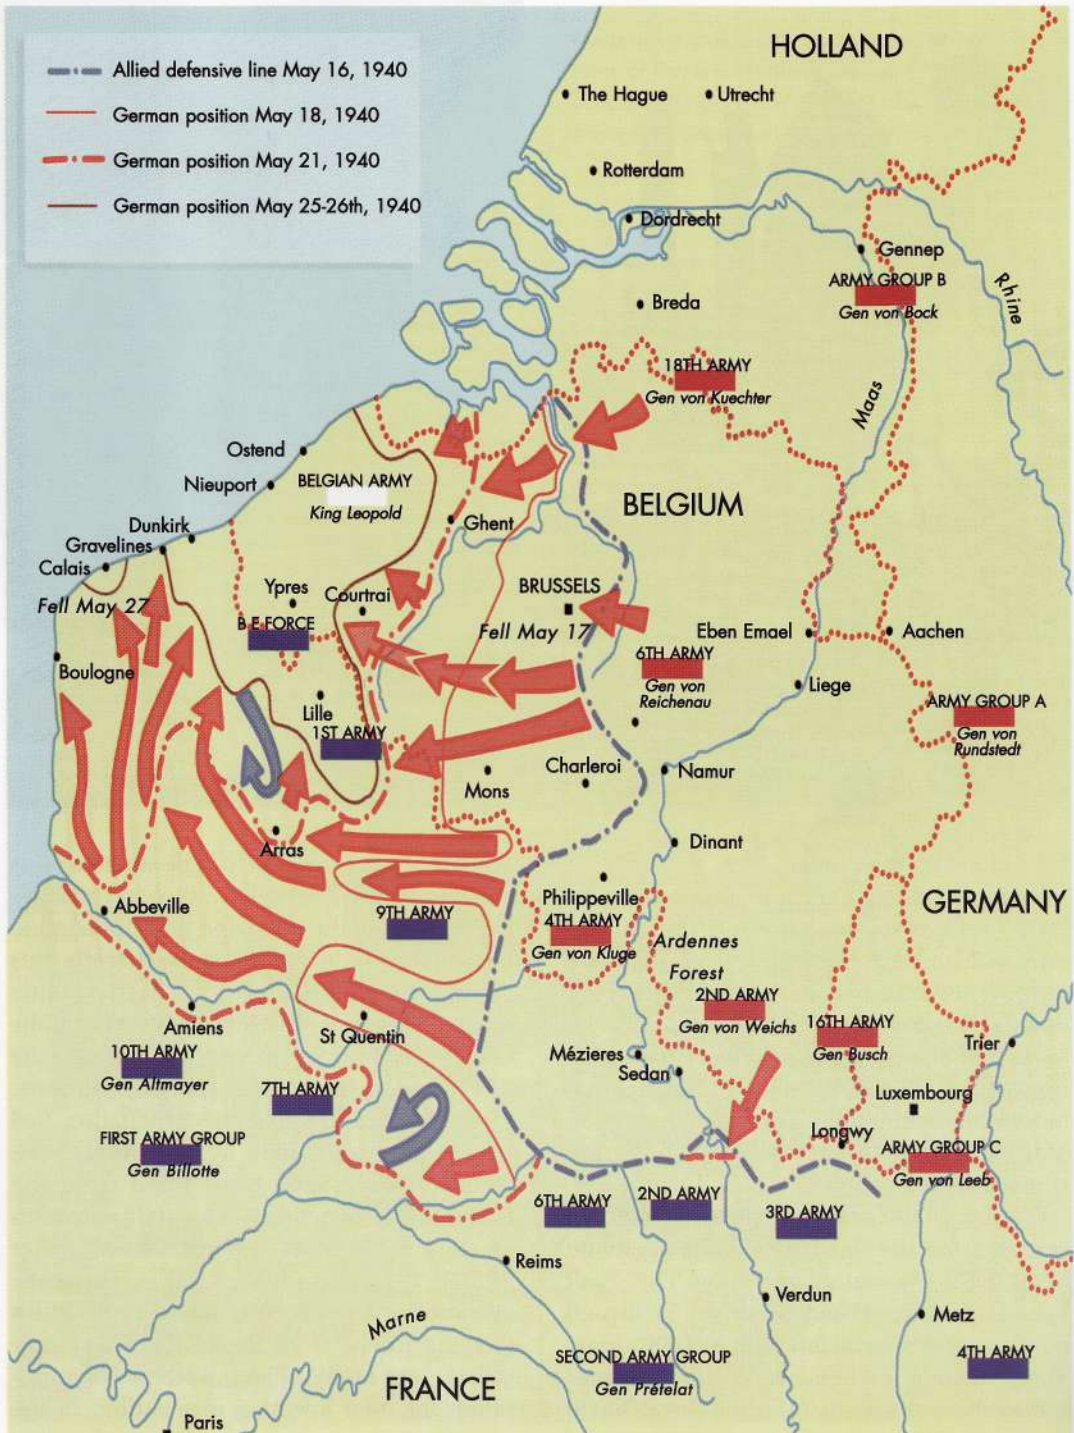 HOLLAND
Allied defensive line May 16, 1940
German position May 18, 1940
German position May 21, 1940
German position May 25-26th, 1940
The Hague
Utrecht
Rotterdam
Dordrecht
Gennep
ARMY GROUP B
Gen von Bock
Rhine
Breda
18TH ARMY
Gen von Kuechter
Maas
Ostend
Nieuport
BELGIAN ARMY
King Leopold
BELGIUM
Ghent
Dunkirk
Gravelines
Calais
Fell May 27
Ypres
Courtrai
B E FORCE
BRUSSELS
Fell May 17
Eben Emael
Aachen
Boulogne
6TH ARMY
Gen von
Reichenau
Liege
Lille
1ST ARMY
ARMY GROUP A
Gen von
Rundstedt
Mons
Charleroi
Namur
Arras
Dinant
Abbeville
9TH ARMY
Philippeville
4TH ARMY
Gen von Kluge
Ardennes
Forest
GERMANY
2ND ARMY
Gen von Weichs
16TH ARMY
Gen Busch
Amiens
St Quentin
Trier
10TH ARMY
Gen Altmayer
Mézieres
Sedan
7TH ARMY
Luxembourg
Longwy
FIRST ARMY GROUP
Gen Billotte
ARMY GROUP C
Gen von Leeb
6TH ARMY
2ND ARMY
3RD ARMY
Reims
Verdun
Metz
Marne
SECOND ARMY GROUP
Gen Prételat
4TH ARMY
FRANCE
Paris